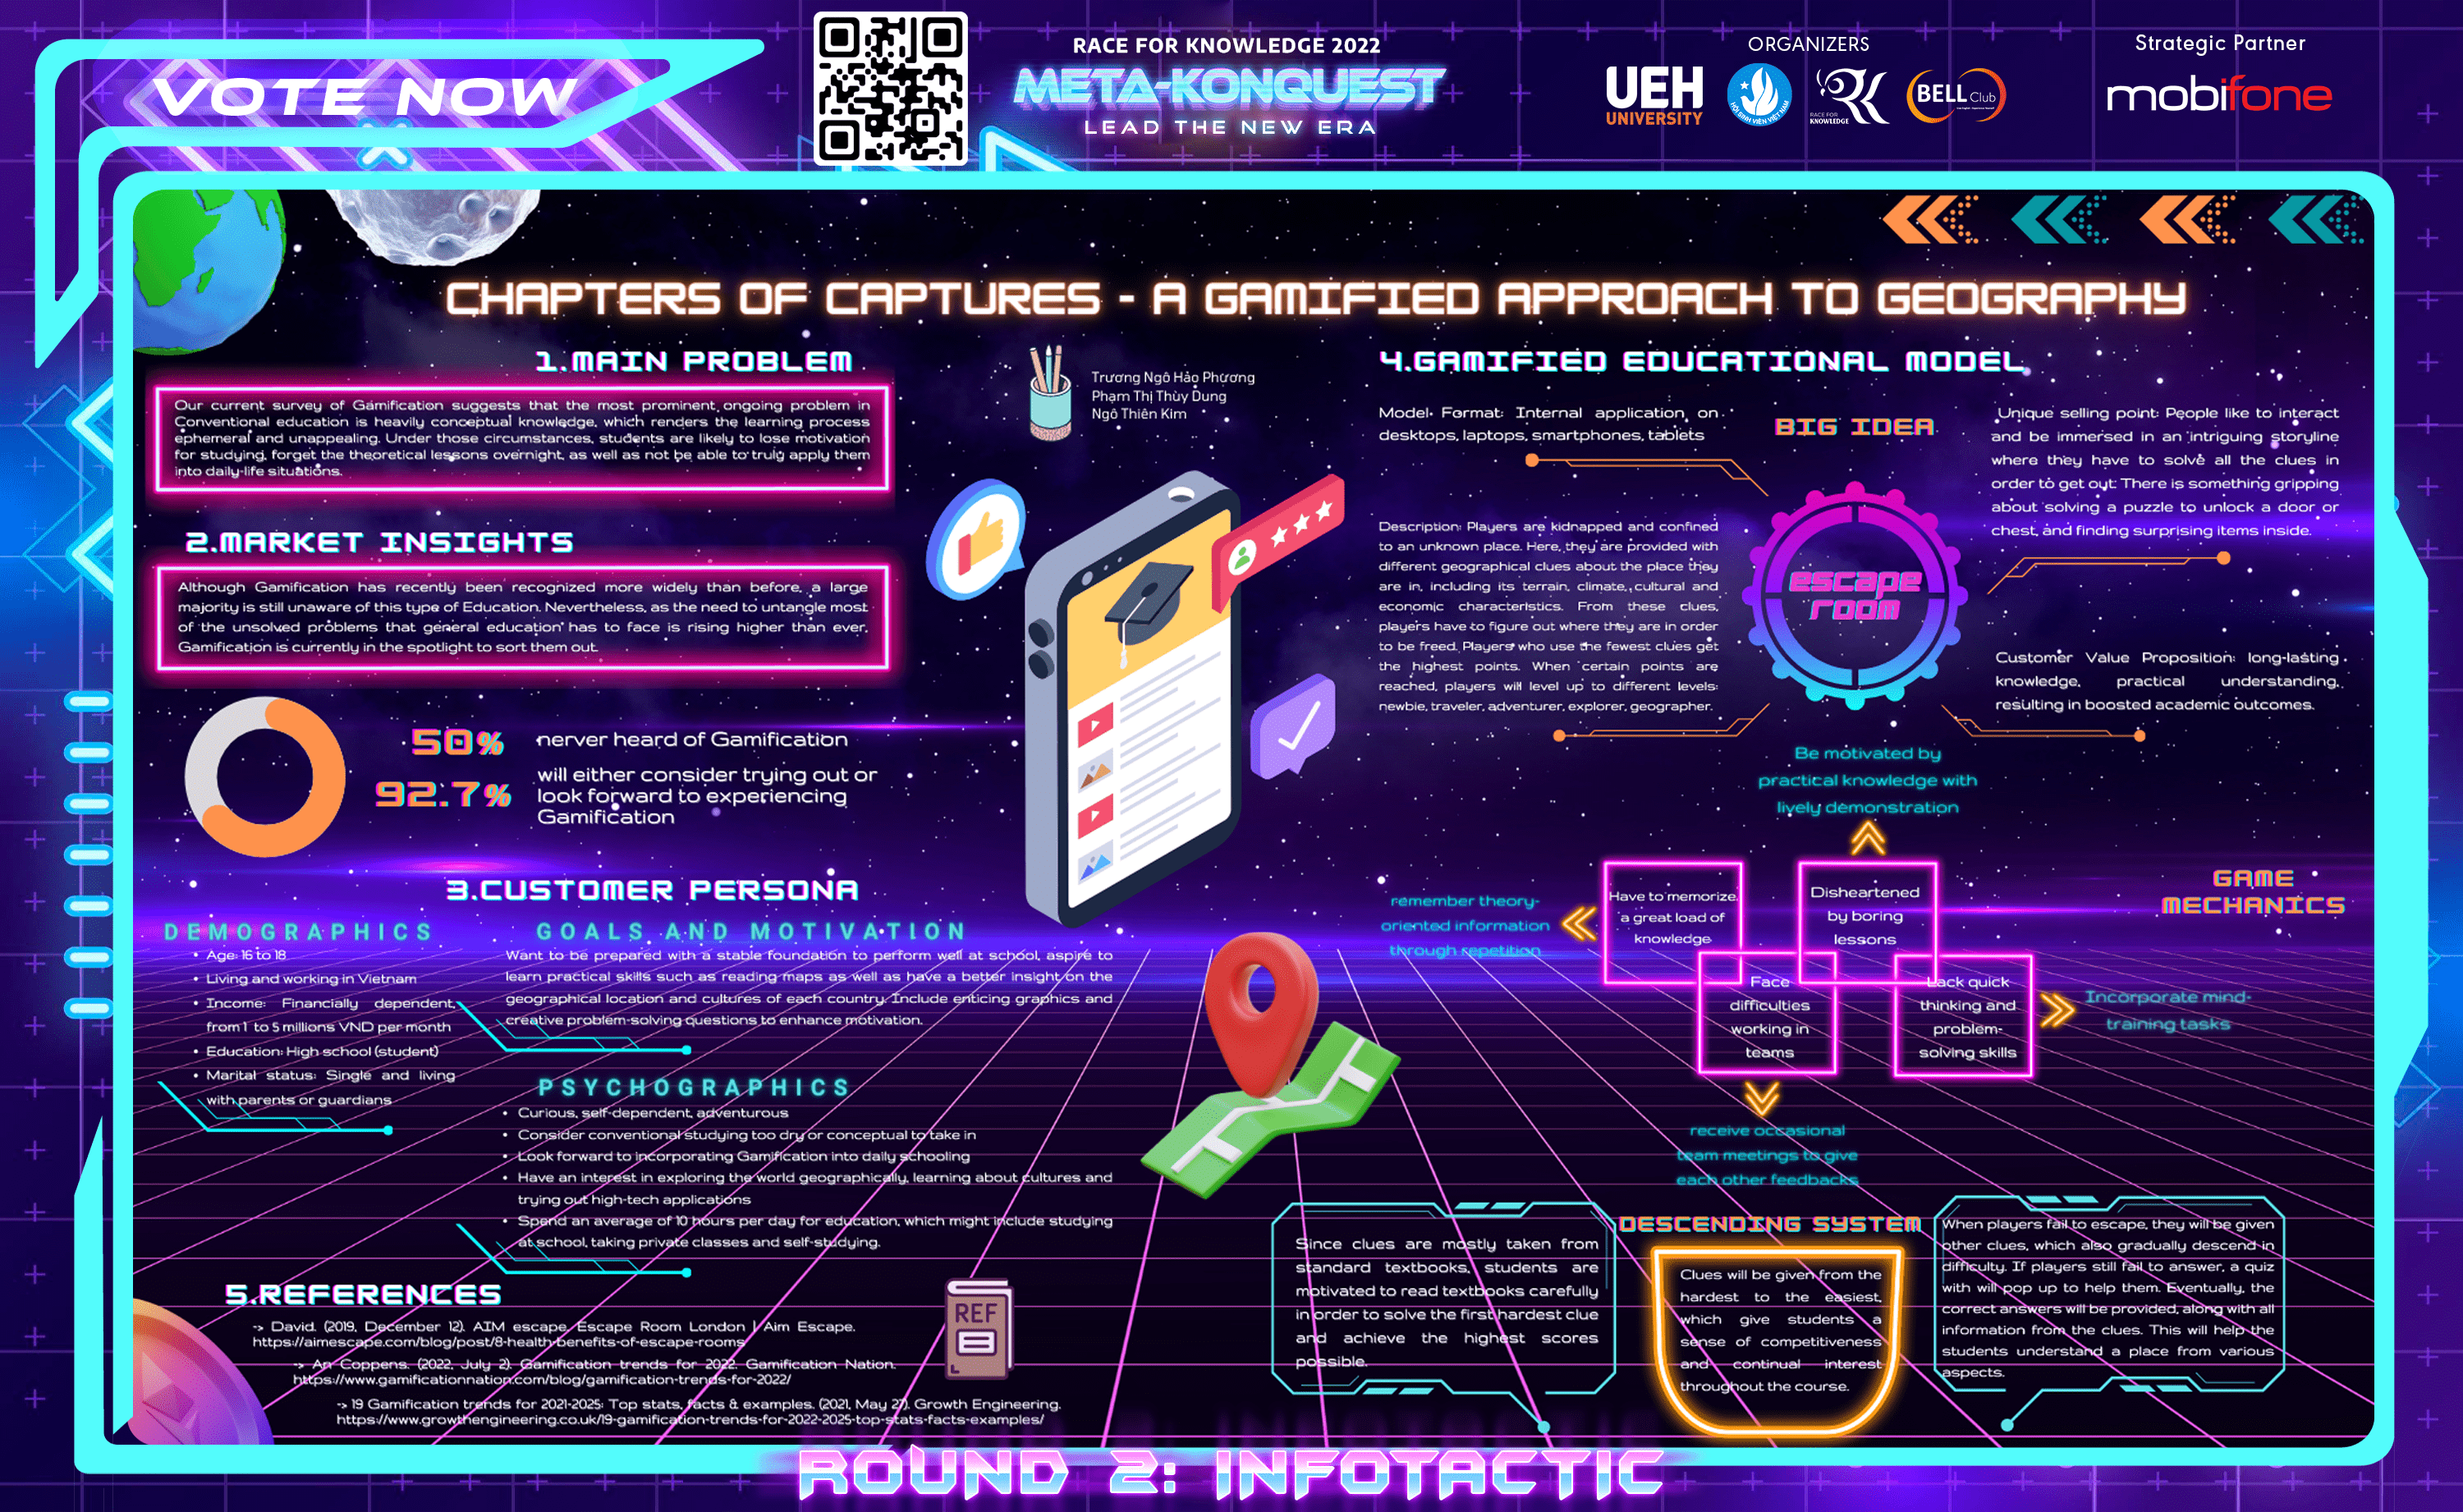 VOTE NOW
RACE FOR KNOWLEDGE 2022
META-KONQUEST
LEAD THE NEW ERA
ORGANIZERS
UEH
UNIVERSITY
HỘI SINH VIÊN VIỆT NAM
RACE FOR
KNOWLEDGE
BELL Club
Strategic Partner
mobifone
CHAPTERS OF CAPTURES - A GAMIFIED APPROACH TO GEOGRAPHY
1.MAIN PROBLEM
Our current survey of Gamification suggests that the most prominent ongoing problem in
Conventional education is heavily conceptual knowledge, which renders the learning process
ephemeral and unappealing. Under those circumstances, students are likely to lose motivation
for studying, forget the theoretical lessons overnight, as well as not be able to truly apply them
into daily-life situations.
2.MARKET INSIGHTS
Although Gamification has recently been recognized more widely than before, a large
majority is still unaware of this type of Education. Nevertheless, as the need to untangle most
of the unsolved problems that general education has to face is rising higher than ever,
Gamification is currently in the spotlight to sort them out.
50%
nerver heard of Gamification
92.7%
will either consider trying out or
look forward to experiencing
Gamification
3.CUSTOMER PERSONA
DEMOGRAPHICS
• Age: 16 to 18
• Living and working in Vietnam
• Income: Financially dependent,
from 1 to 5 millions VND per month
• Education: High school (student)
• Marital status: Single and living
with parents or guardians
GOALS AND MOTIVATION
Want to be prepared with a stable foundation to perform well at school, aspire to
learn practical skills such as reading maps as well as have a better insight on the
geographical location and cultures of each country. Include enticing graphics and
creative problem-solving questions to enhance motivation.
PSYCHOGRAPHICS
• Curious, self-dependent, adventurous
• Consider conventional studying too dry or conceptual to take in
• Look forward to incorporating Gamification into daily schooling
• Have an interest in exploring the world geographically, learning about cultures and
trying out high-tech applications
• Spend an average of 10 hours per day for education, which might include studying
at school, taking private classes and self-studying.
5.REFERENCES
-> David. (2019, December 12). AIM escape. Escape Room London | Aim Escape.
https://aimescape.com/blog/post/8-health-benefits-of-escape-rooms
-> An Coppens. (2022, July 2). Gamification trends for 2022. Gamification Nation.
https://www.gamificationnation.com/blog/gamification-trends-for-2022/
-> 19 Gamification trends for 2021-2025: Top stats, facts & examples. (2021, May 27). Growth Engineering.
https://www.growthengineering.co.uk/19-gamification-trends-for-2022-2025-top-stats-facts-examples/
REF
Trương Ngô Hảo Phương
Phạm Thị Thùy Dung
Ngô Thiên Kim
4.GAMIFIED EDUCATIONAL MODEL
Model: Format: Internal application on
desktops, laptops, smartphones, tablets
BIG IDEA
Unique selling point: People like to interact
and be immersed in an intriguing storyline
where they have to solve all the clues in
order to get out. There is something gripping
about solving a puzzle to unlock a door or
chest, and finding surprising items inside.
Description: Players are kidnapped and confined
to an unknown place. Here, they are provided with
different geographical clues about the place they
are in, including its terrain, climate, cultural and
economic characteristics. From these clues,
players have to figure out where they are in order
to be freed. Players who use the fewest clues get
the highest points. When certain points are
reached, players will level up to different levels:
newbie, traveler, adventurer, explorer, geographer.
escape
room
Customer Value Proposition: long-lasting
knowledge, practical understanding,
resulting in boosted academic outcomes.
Be motivated by
practical knowledge with
lively demonstration
GAME
MECHANICS
remember theory-
oriented information
through repetition
Have to memorize
a great load of
knowledge
Disheartened
by boring
lessons
Face
difficulties
working in
teams
Lack quick
thinking and
problem-
solving skills
Incorporate mind-
training tasks
receive occasional
team meetings to give
each other feedbacks
DESCENDING SYSTEM
Since clues are mostly taken from
standard textbooks, students are
motivated to read textbooks carefully
in order to solve the first hardest clue
and achieve the highest scores
possible.
Clues will be given from the
hardest to the easiest,
which give students a
sense of competitiveness
and continual interest
throughout the course.
When players fail to escape, they will be given
other clues, which also gradually descend in
difficulty. If players still fail to answer, a quiz
with will pop up to help them. Eventually, the
correct answers will be provided, along with all
information from the clues. This will help the
students understand a place from various
aspects.
ROUND 2: INFOTACTIC